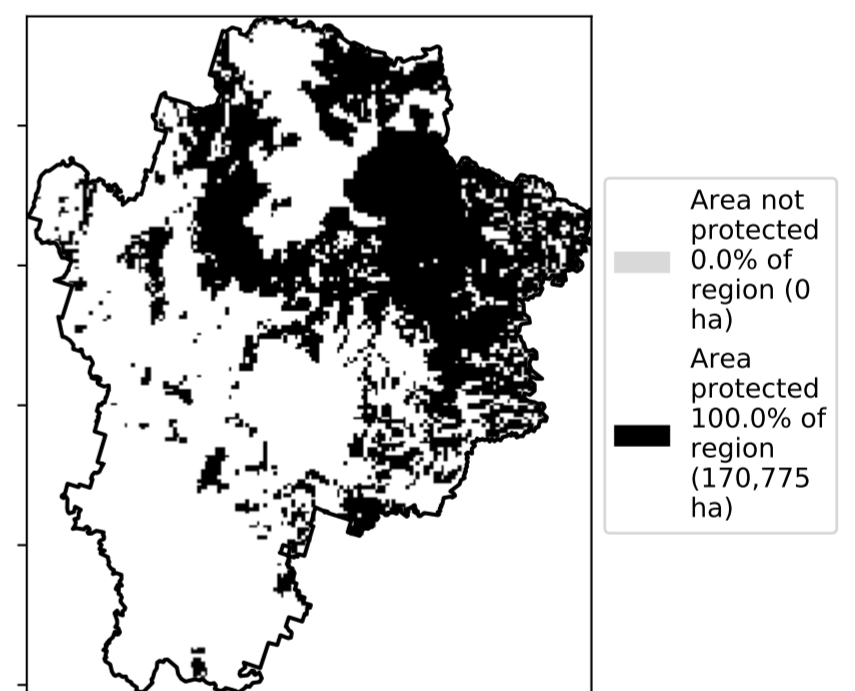 Area not
protected
0.0% of
region (0
ha)
Area
protected
100.0% of
region
(170,775
ha)